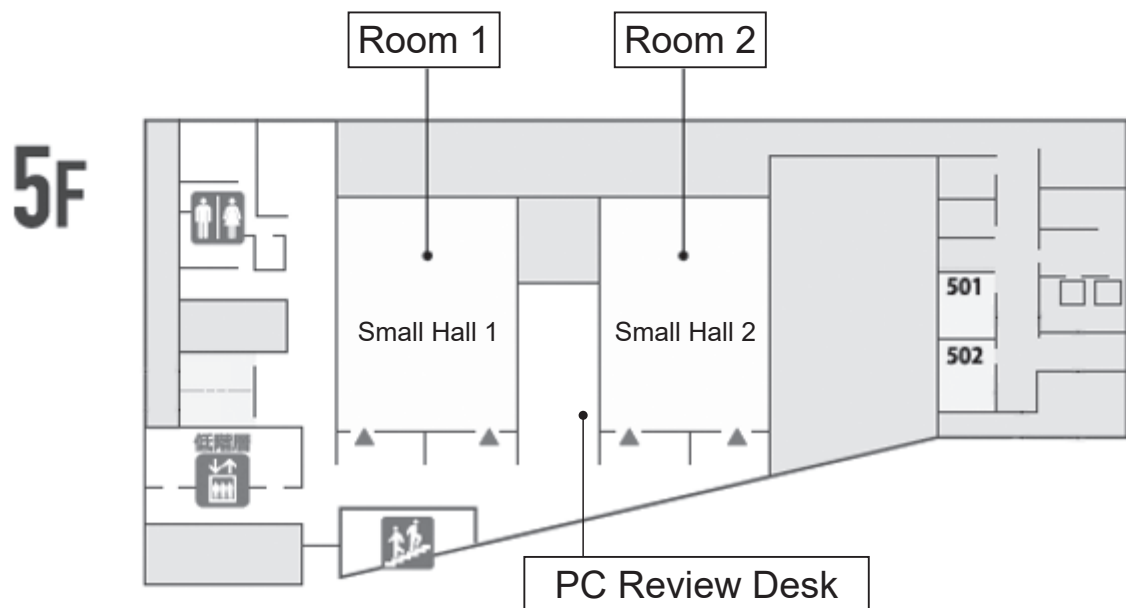 Room 1
Room 2
5F
501
Small Hall 1
Small Hall 2
502
低階層
PC Review Desk